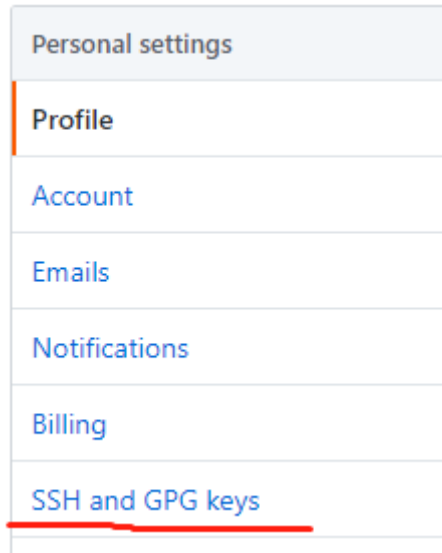 Personal settings
Profile
Account
Emails
Notifications
Billing
SSH and GPG keys